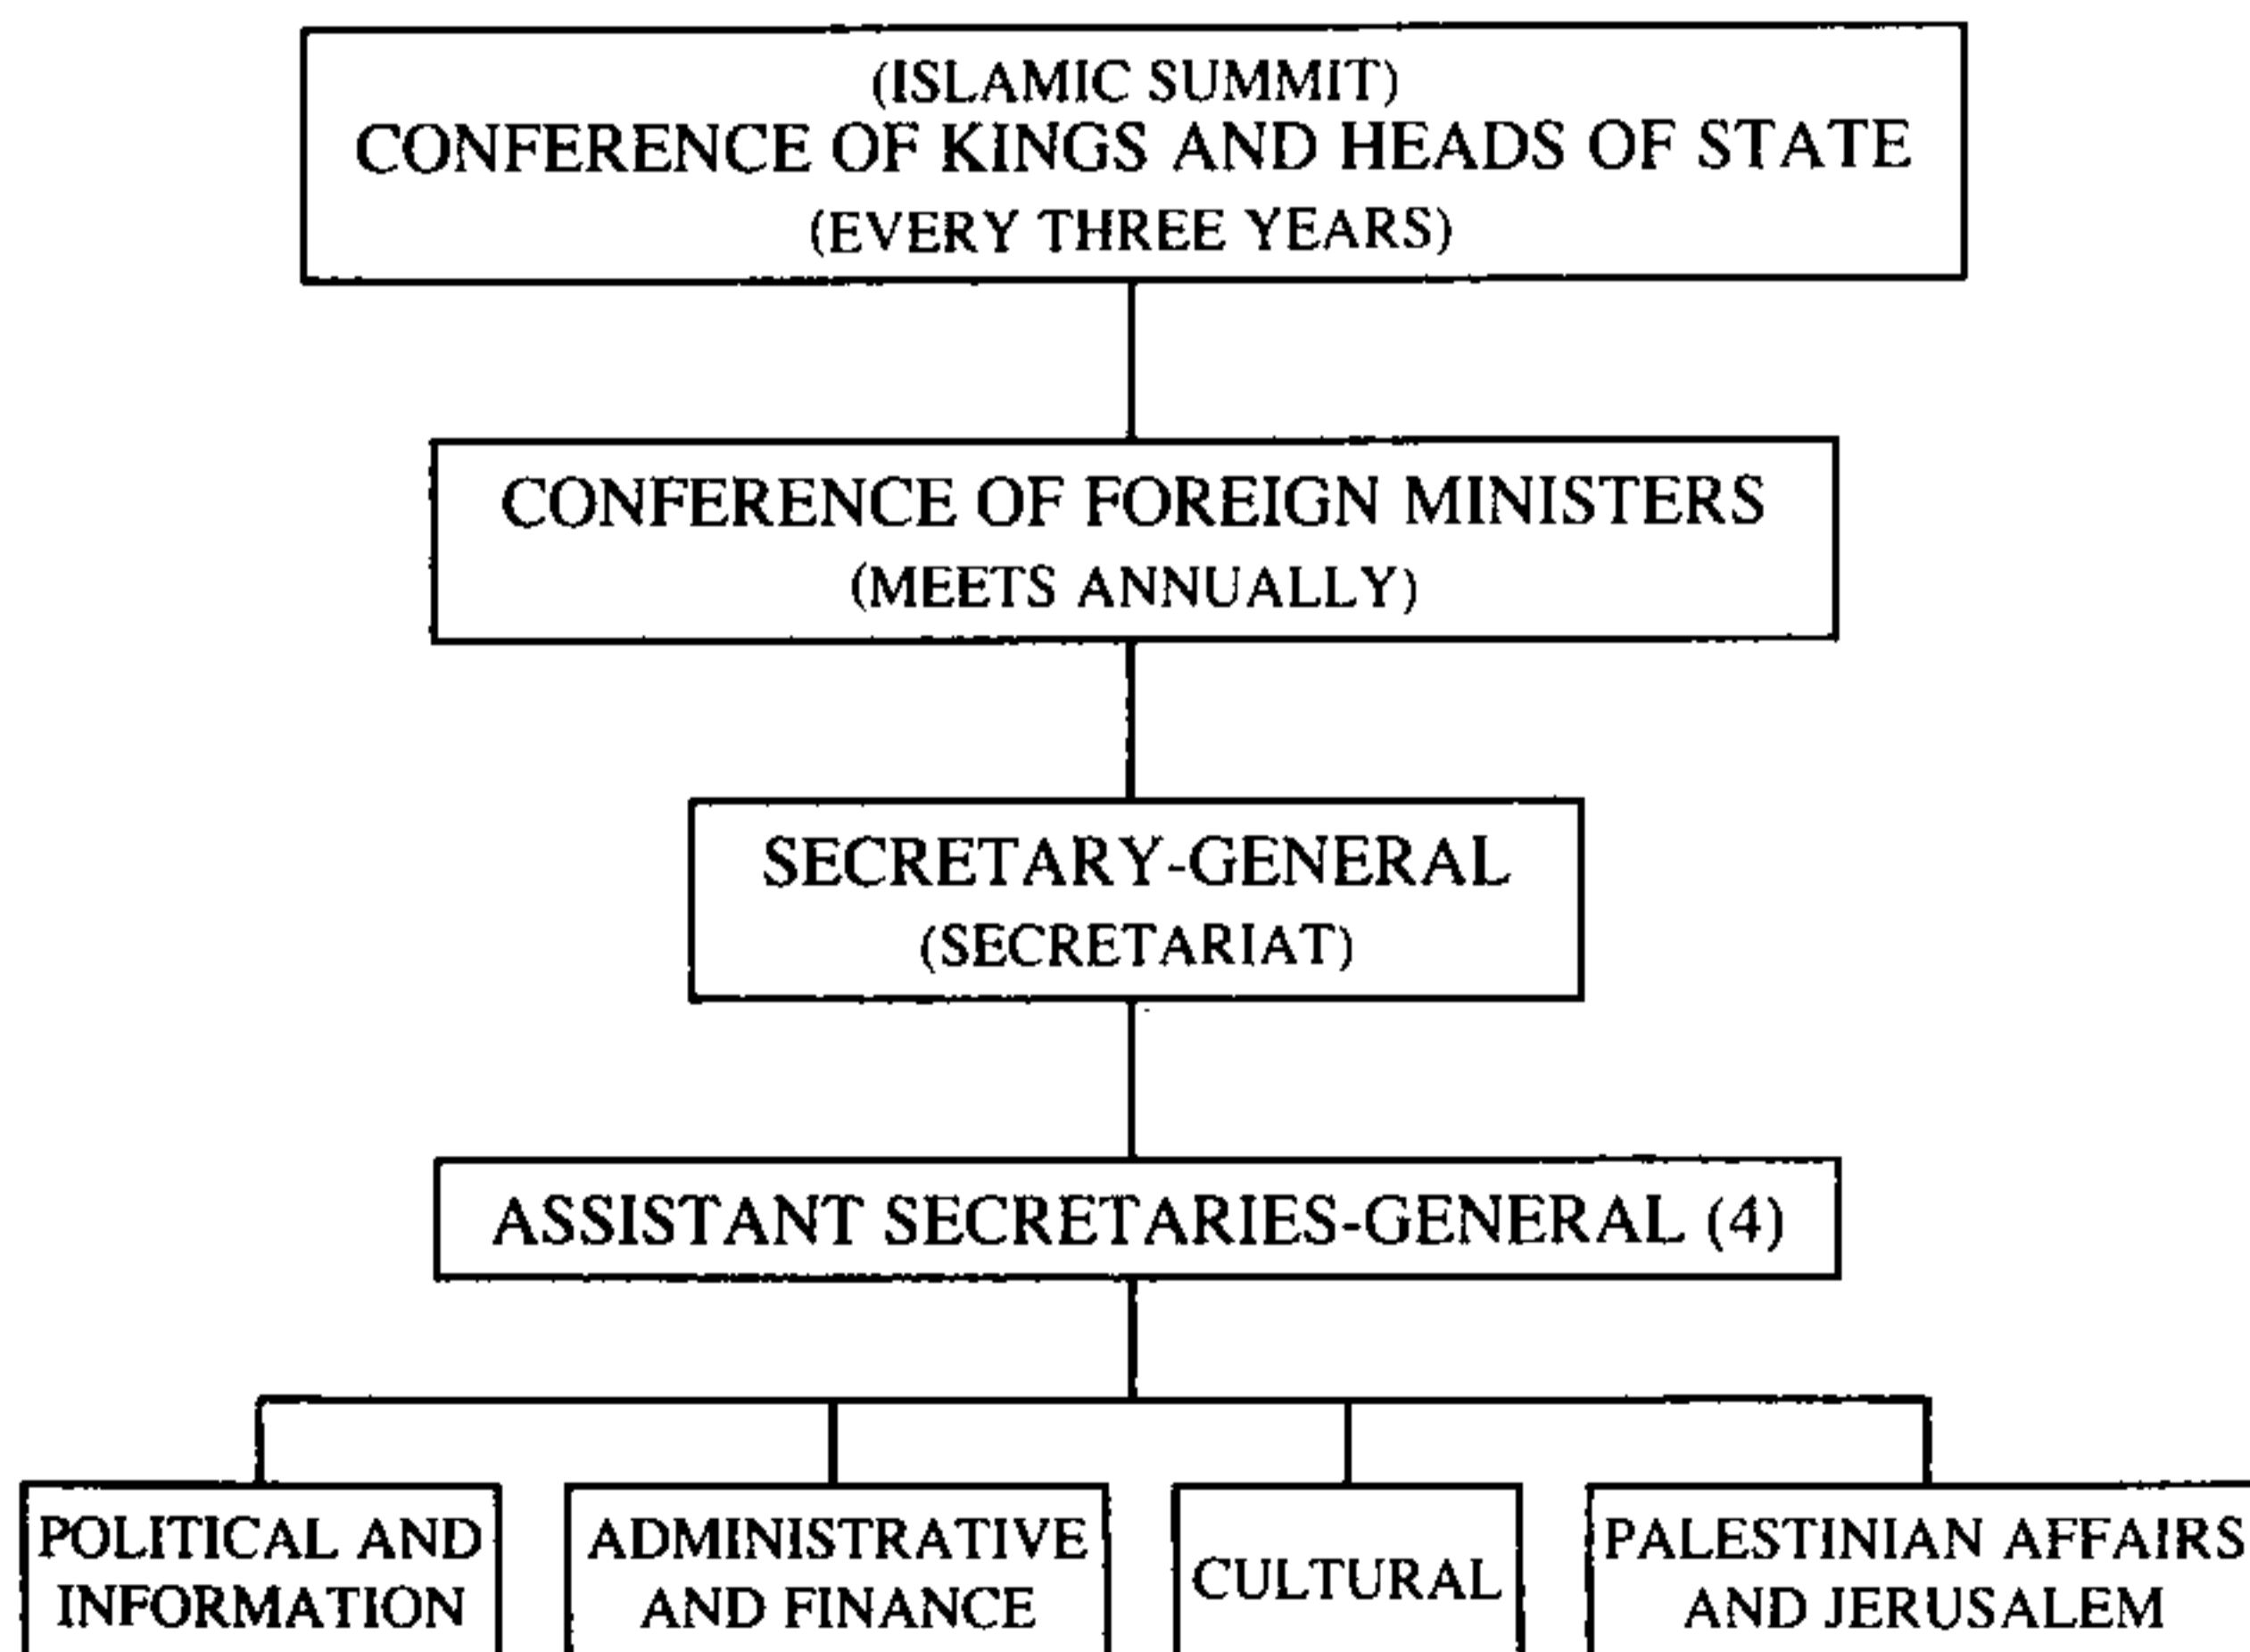 (ISLAMIC SUMMIT)
CONFERENCE OF KINGS AND HEADS OF STATE
(EVERY THREE YEARS)
CONFERENCE OF FOREIGN MINISTERS
(MEETS ANNUALLY)
SECRETARY-GENERAL
(SECRETARIAT)
ASSISTANT SECRETARIES-GENERAL (4)
POLITICAL AND
INFORMATION
ADMINISTRATIVE
AND FINANCE
CULTURAL
PALESTINIAN AFFAIRS
AND JERUSALEM